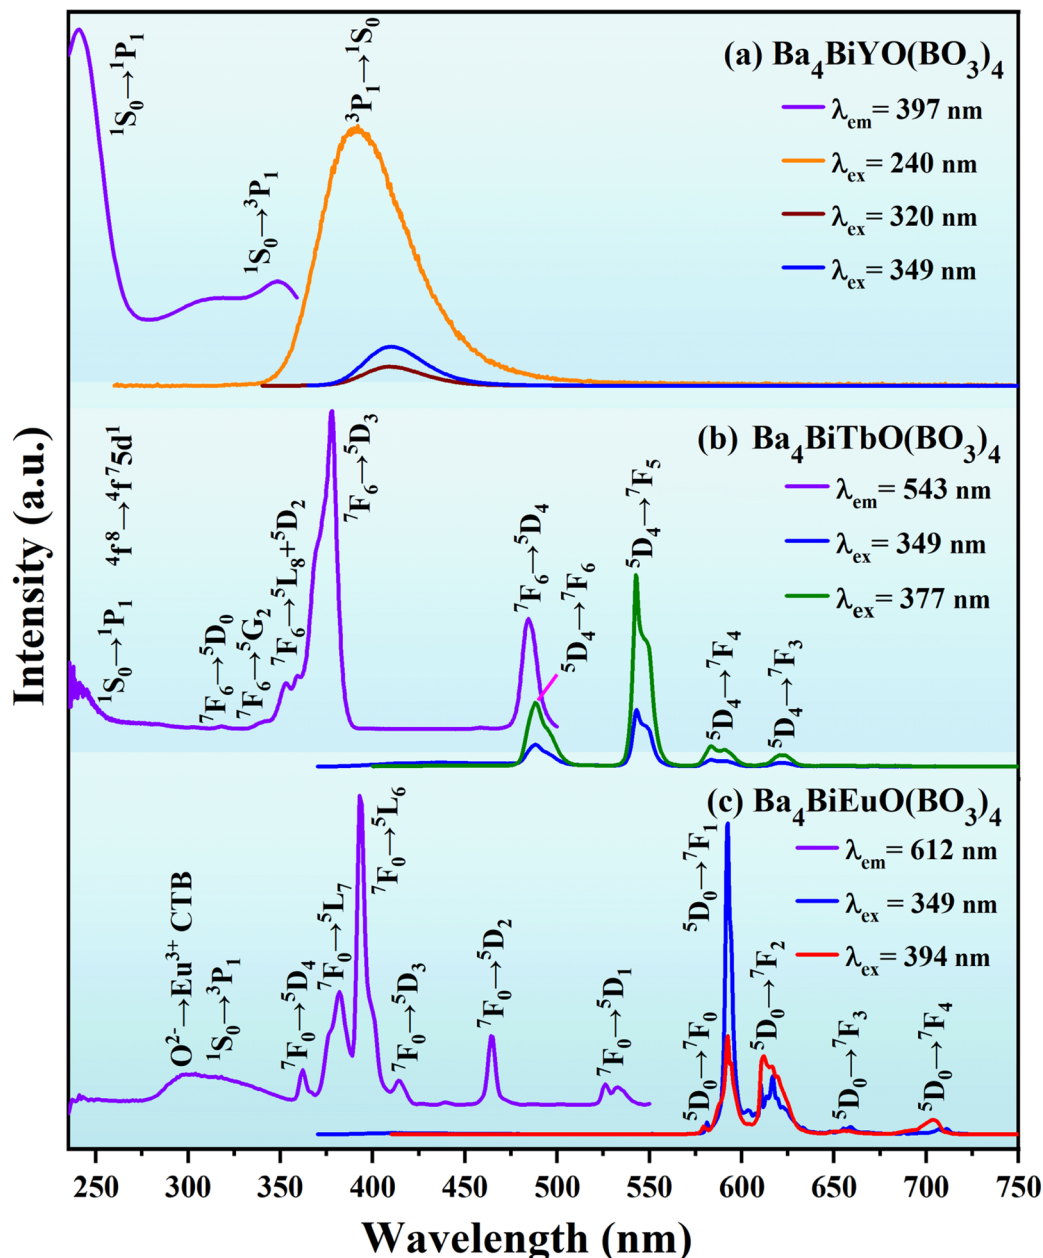 Intensity (a.u.)
(a) Ba₄BiYO(BO₃)₄
λem= 397 nm
λex= 240 nm
λex= 320 nm
λex= 349 nm
¹S₀→¹P₁
¹S₀→³P₁
³P₁→¹S₀
(b) Ba₄BiTbO(BO₃)₄
λem= 543 nm
λex= 349 nm
λex= 377 nm
¹S₀→¹P₁
⁴f⁸→⁴f⁷5d¹
⁷F₆→⁵D₀
⁷F₆→⁵G₂
⁷F₆→⁵L₈+⁵D₂
⁷F₆→⁵D₃
⁷F₆→⁵D₄
⁵D₄→⁷F₆
⁵D₄→⁷F₅
⁵D₄→⁷F₄
⁵D₄→⁷F₃
(c) Ba₄BiEuO(BO₃)₄
λem= 612 nm
λex= 349 nm
λex= 394 nm
O²⁻→Eu³⁺ CTB
¹S₀→³P₁
⁷F₀→⁵D₄
⁷F₀→⁵L₇
⁷F₀→⁵L₆
⁷F₀→⁵D₃
⁷F₀→⁵D₂
⁷F₀→⁵D₁
⁵D₀→⁷F₀
⁵D₀→⁷F₁
⁵D₀→⁷F₂
⁵D₀→⁷F₃
⁵D₀→⁷F₄
250 300 350 400 450 500 550 600 650 700 750
Wavelength (nm)